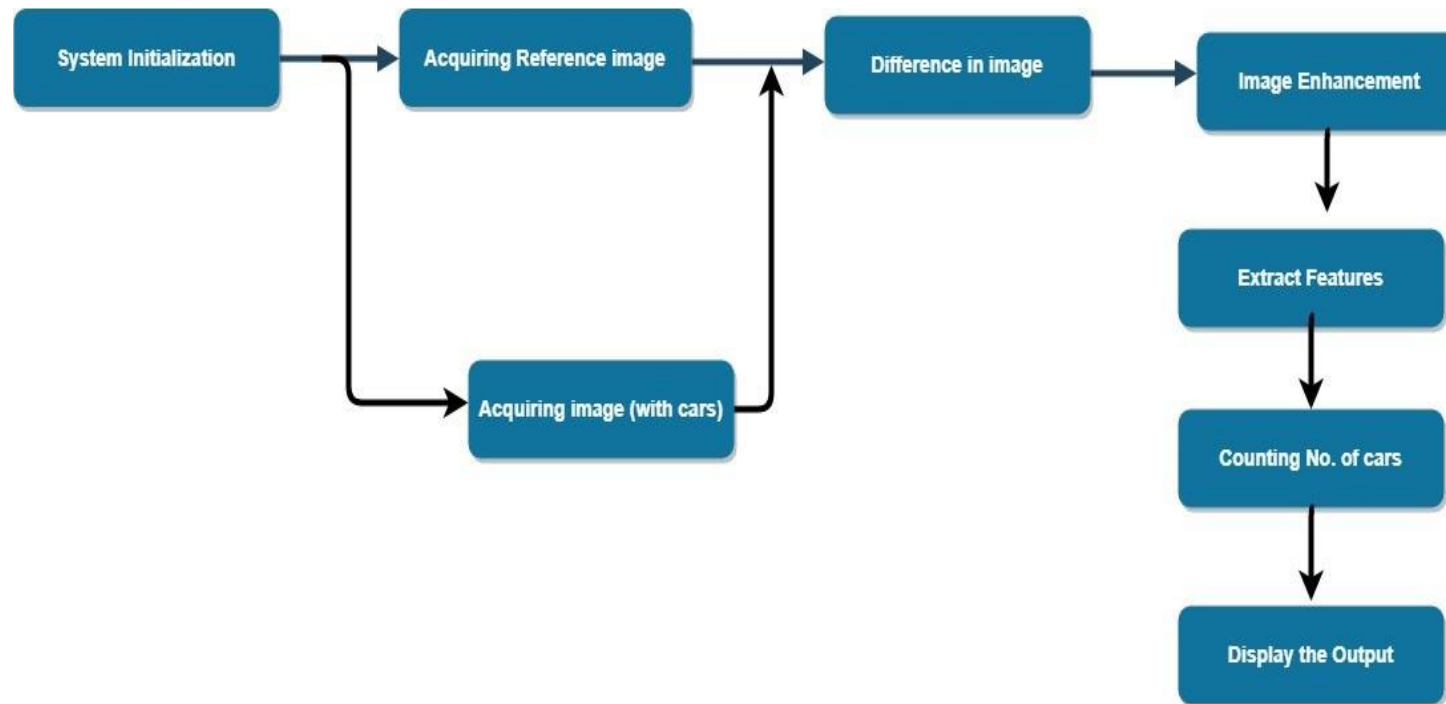 System Initialization
Acquiring Reference image
Difference in image
Image Enhancement
Extract Features
Acquiring image (with cars)
Counting No. of cars
Display the Output